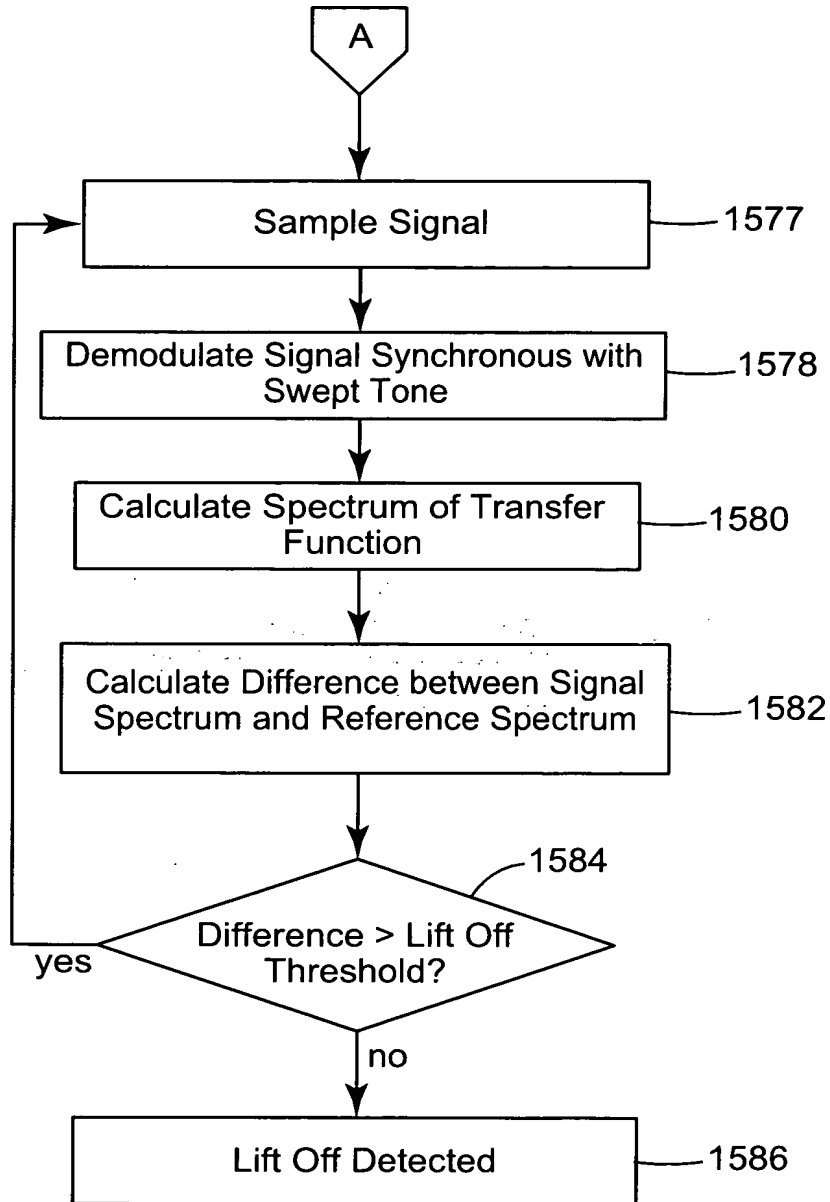 A
Sample Signal
1577
Demodulate Signal Synchronous with
Swept Tone
1578
Calculate Spectrum of Transfer
Function
1580
Calculate Difference between Signal
Spectrum and Reference Spectrum
1582
1584
Difference > Lift Off
Threshold?
yes
no
Lift Off Detected
1586